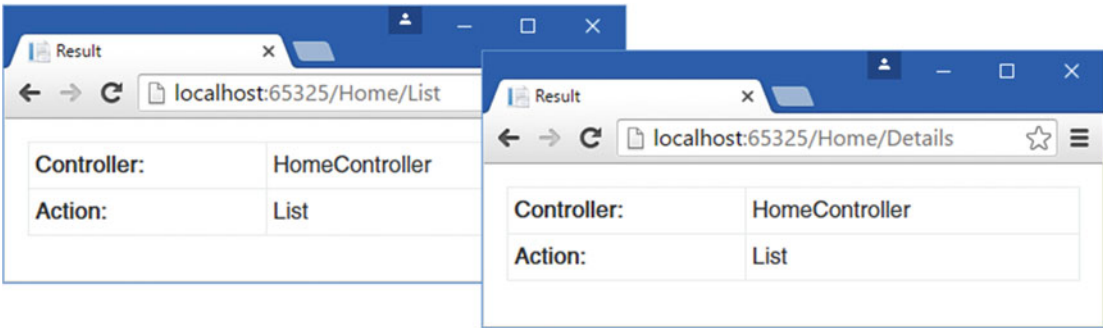 Result
localhost:65325/Home/List
Controller: HomeController
Action: List
Result
localhost:65325/Home/Details
Controller: HomeController
Action: List